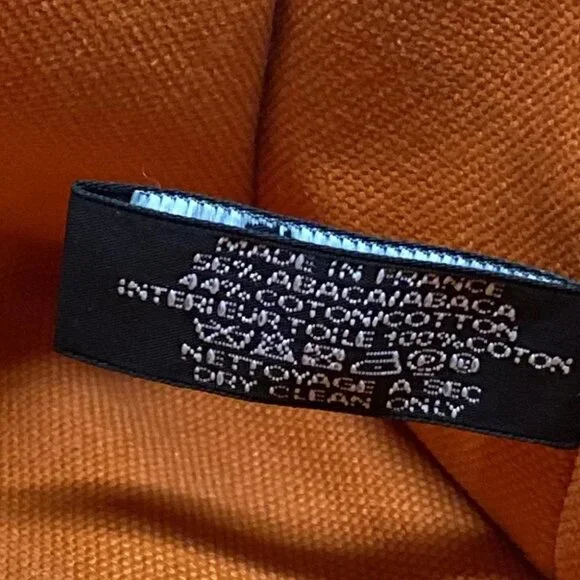 MADE IN FRANCE
56% ABACA/ABACA
44% COTON/COTTON
INTERIEUR TOILE 100% COTON
NETTOYAGE A SEC
DRY CLEAN ONLY